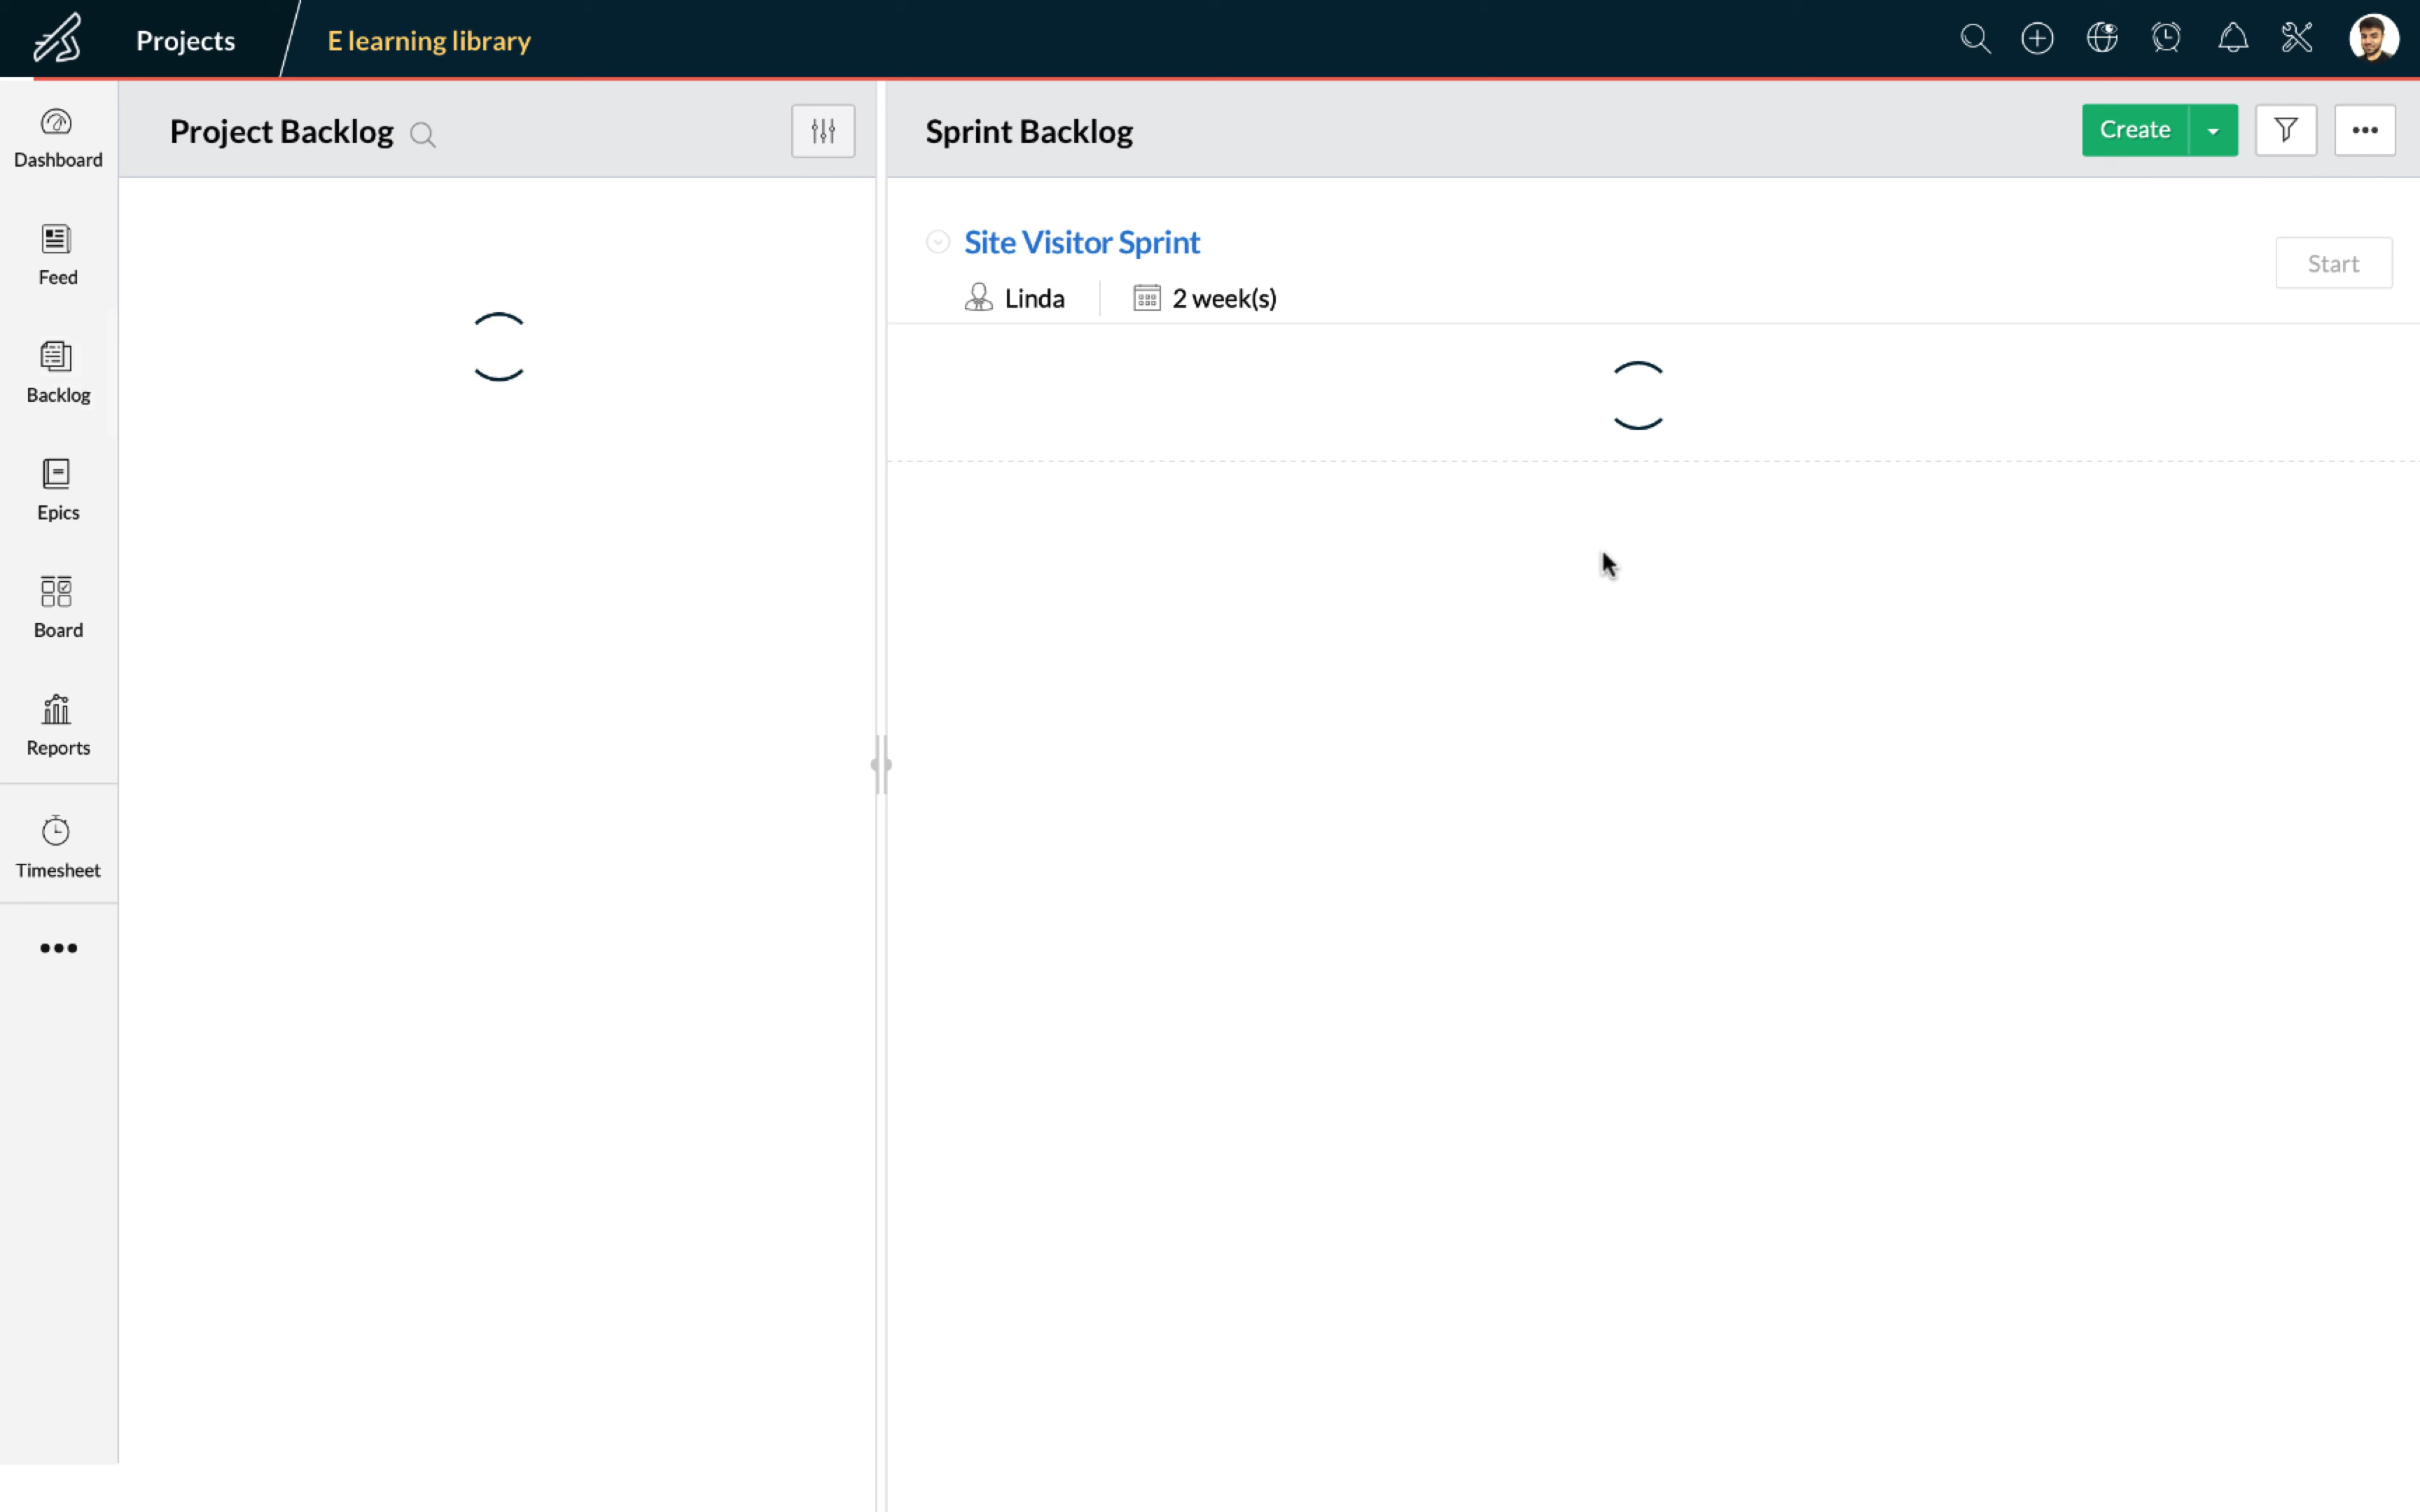 Projects
E learning library
Dashboard
Feed
Backlog
Epics
Board
Reports
Timesheet
Project Backlog
Sprint Backlog
Create
Site Visitor Sprint
Linda
2 week(s)
Start